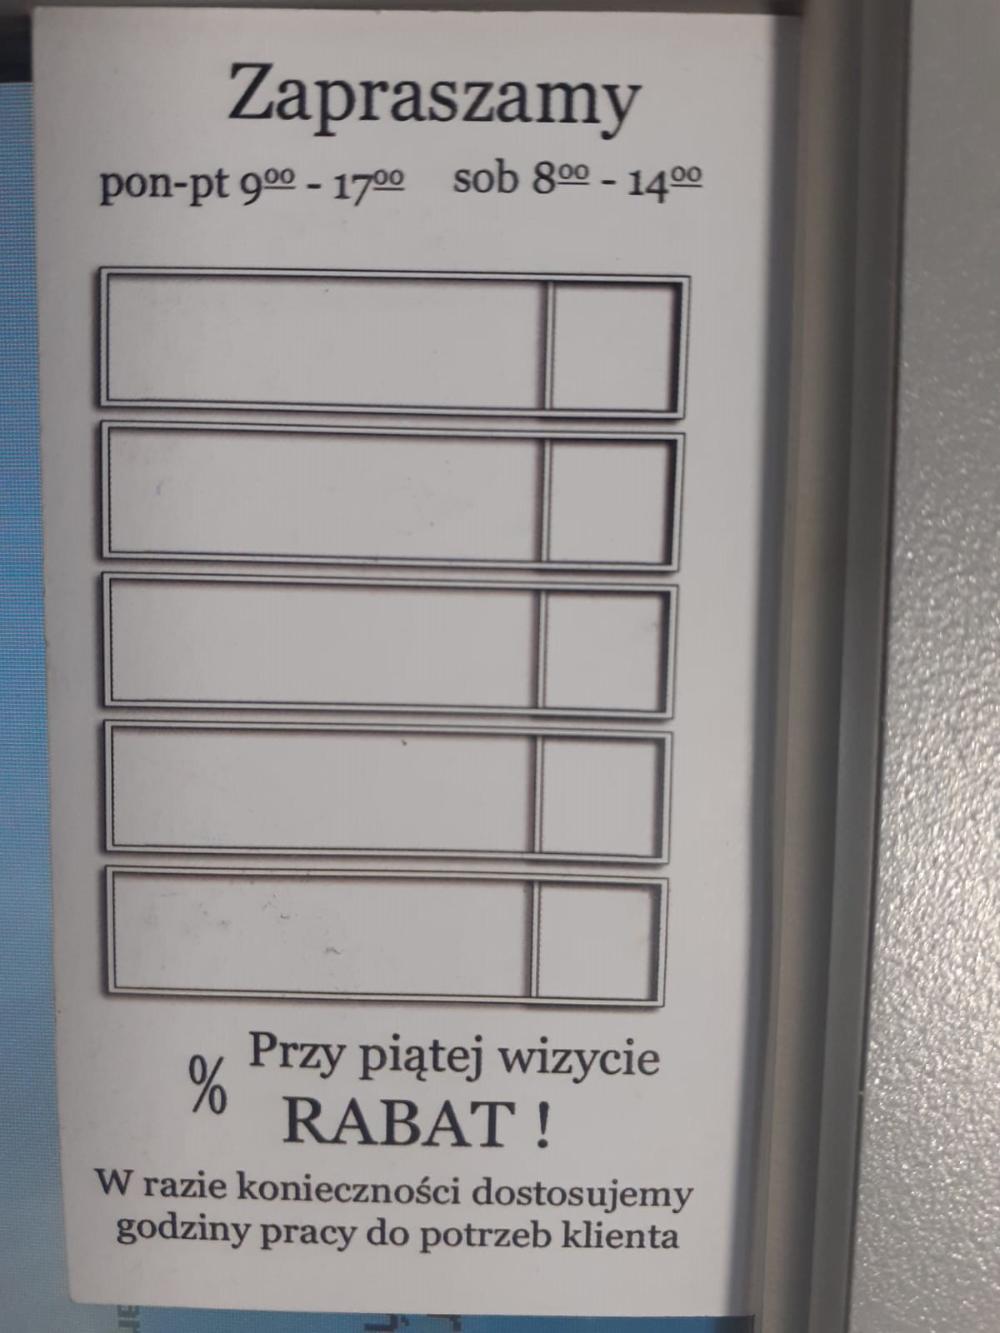 Zapraszamy
pon-pt 9⁰⁰ - 17⁰⁰ sob 8⁰⁰ - 14⁰⁰
% Przy piątej wizycie
RABAT !
W razie konieczności dostosujemy
godziny pracy do potrzeb klienta